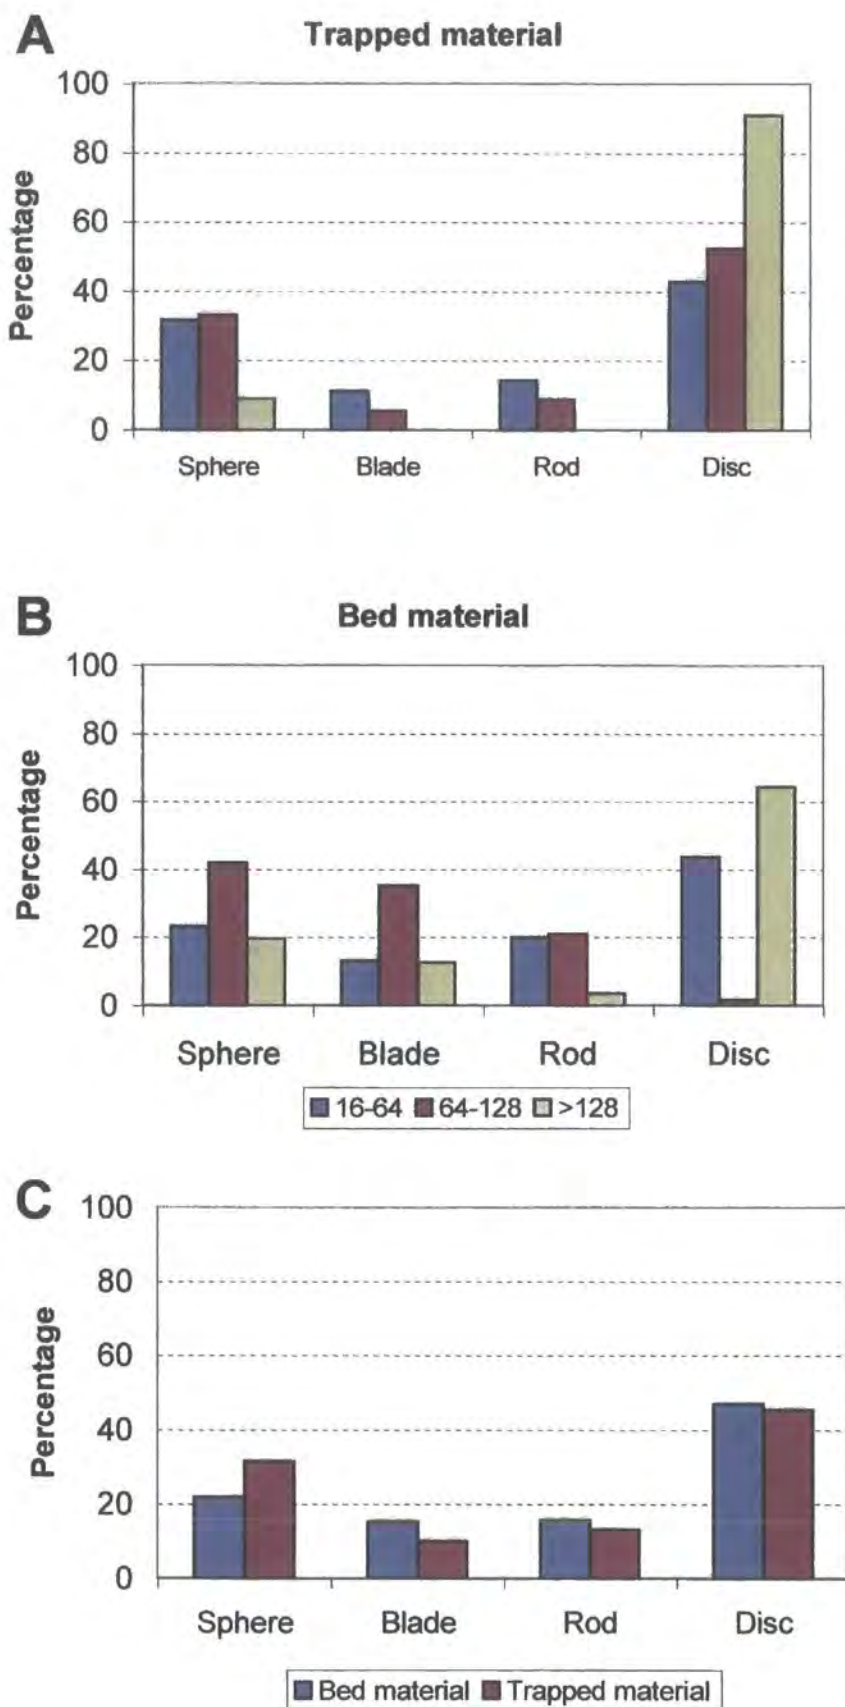 A
Trapped material
Percentage
100
80
60
40
20
0
Sphere Blade Rod Disc
B
Bed material
Percentage
100
80
60
40
20
0
Sphere Blade Rod Disc
16-64 64-128 >128
C
Percentage
100
80
60
40
20
0
Sphere Blade Rod Disc
Bed material Trapped material